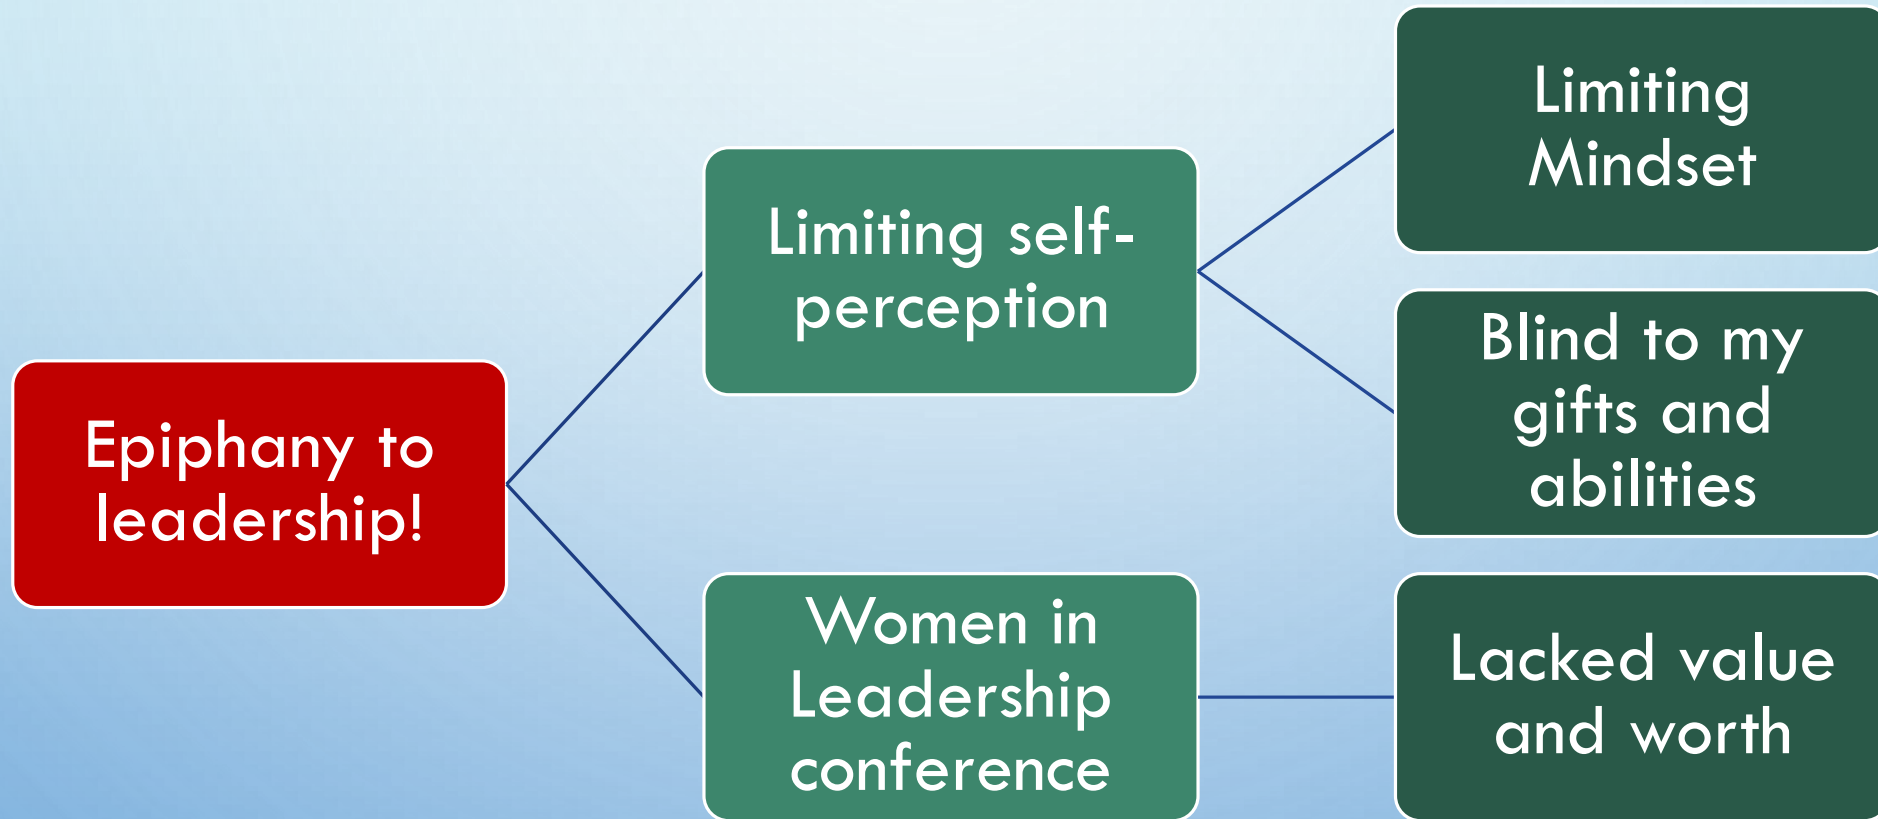 Epiphany to
leadership!
Limiting self-
perception
Women in
Leadership
conference
Limiting
Mindset
Blind to my
gifts and
abilities
Lacked value
and worth